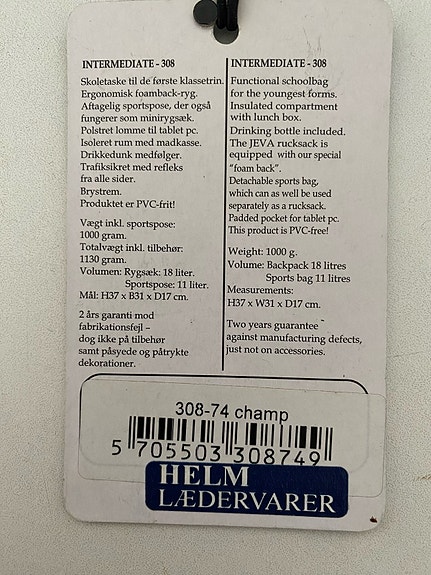 INTERMEDIATE - 308
Skoletaske til de første klassetrin.
Ergonomisk foamback-ryg.
Aftagelig sportspose, der også
fungerer som minirygsæk.
Polstret lomme til tablet pc.
Isoleret rum med madkasse.
Drikkedunk medfølger.
Trafiksikret med refleks
fra alle sider.
Brystrem.
Produktet er PVC-frit!
Vægt inkl. sportspose:
1000 gram.
Totalvægt inkl. tilbehør:
1130 gram.
Volumen: Rygsæk: 18 liter.
Sportspose: 11 liter.
Mål: H37 x B31 x D17 cm.
2 års garanti mod
fabrikationsfejl –
dog ikke på tilbehør
samt påsyede og påtrykte
dekorationer.
INTERMEDIATE - 308
Functional schoolbag
for the youngest forms.
Insulated compartment
with lunch box.
Drinking bottle included.
The JEVA rucksack is
equipped with our special
“foam back”.
Detachable sports bag,
which can as well be used
separately as a rucksack.
Padded pocket for tablet pc.
This product is PVC-free!
Weight: 1000 g.
Volume: Backpack 18 litres
Sports bag 11 litres
Measurements:
H37 x W31 x D17 cm.
Two years guarantee
against manufacturing defects,
just not on accessories.
308-74 champ
5 705503 308749
HELM
LÆDERVARER